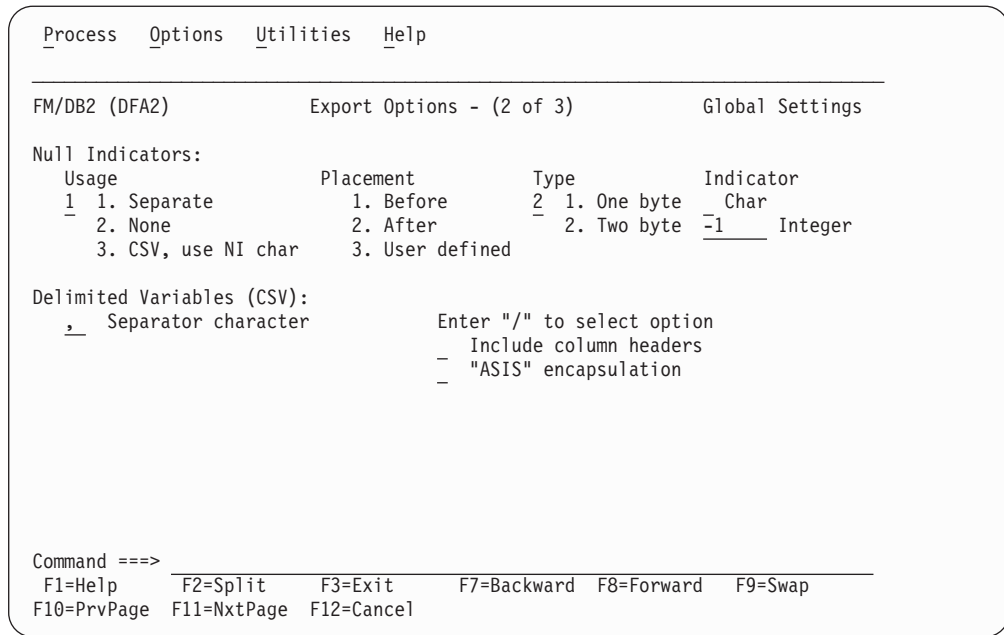 Process   Options   Utilities   Help
FM/DB2 (DFA2)   Export Options - (2 of 3)   Global Settings
Null Indicators:
Usage   Placement   Type   Indicator
1  1. Separate   1. Before   2  1. One byte   _ Char
2. None   2. After   2. Two byte   -1   Integer
3. CSV, use NI char   3. User defined
Delimited Variables (CSV):
,   Separator character   Enter "/" to select option
_ Include column headers
_ "ASIS" encapsulation
Command ===>
F1=Help   F2=Split   F3=Exit   F7=Backward   F8=Forward   F9=Swap
F10=PrvPage   F11=NxtPage   F12=Cancel